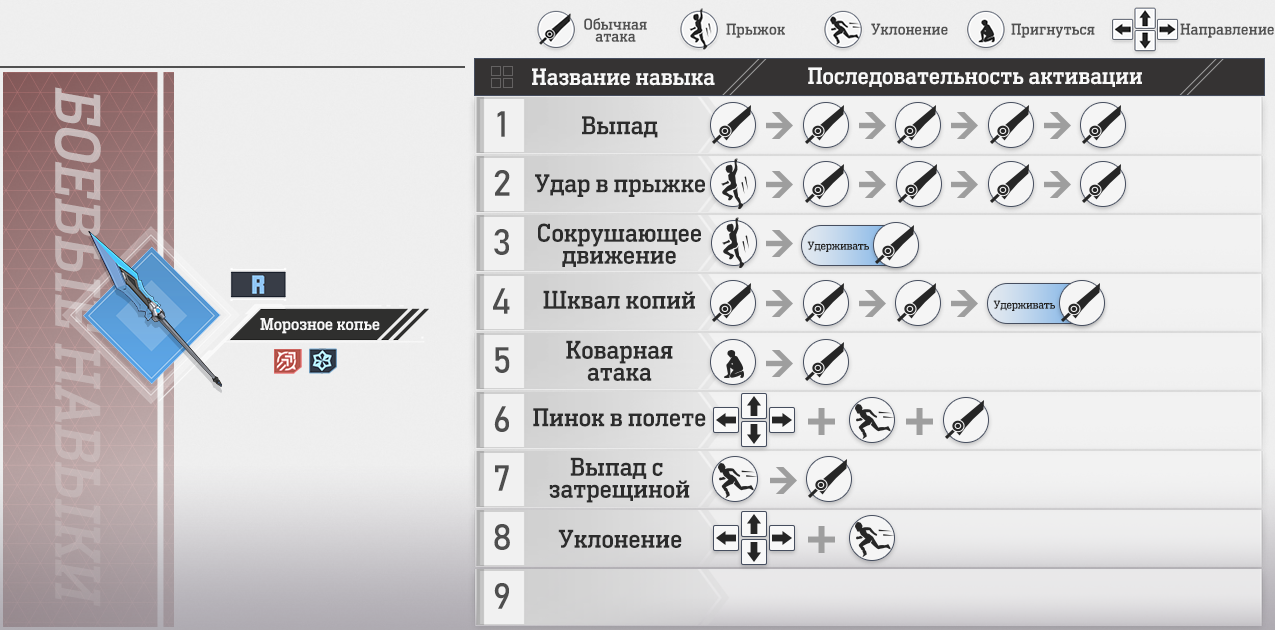 Обычная
атака
Прыжок
Уклонение
Пригнуться
Направление
Название навыка
Последовательность активации
БОЕВЫЕ НАВЫКИ
R
Морозное копье
1
Выпад
2
Удар в прыжке
3
Сокрушающее
движение
Удерживать
4
Шквал копий
Удерживать
5
Коварная
атака
6
Пинок в полете
7
Выпад с
затрещиной
8
Уклонение
9